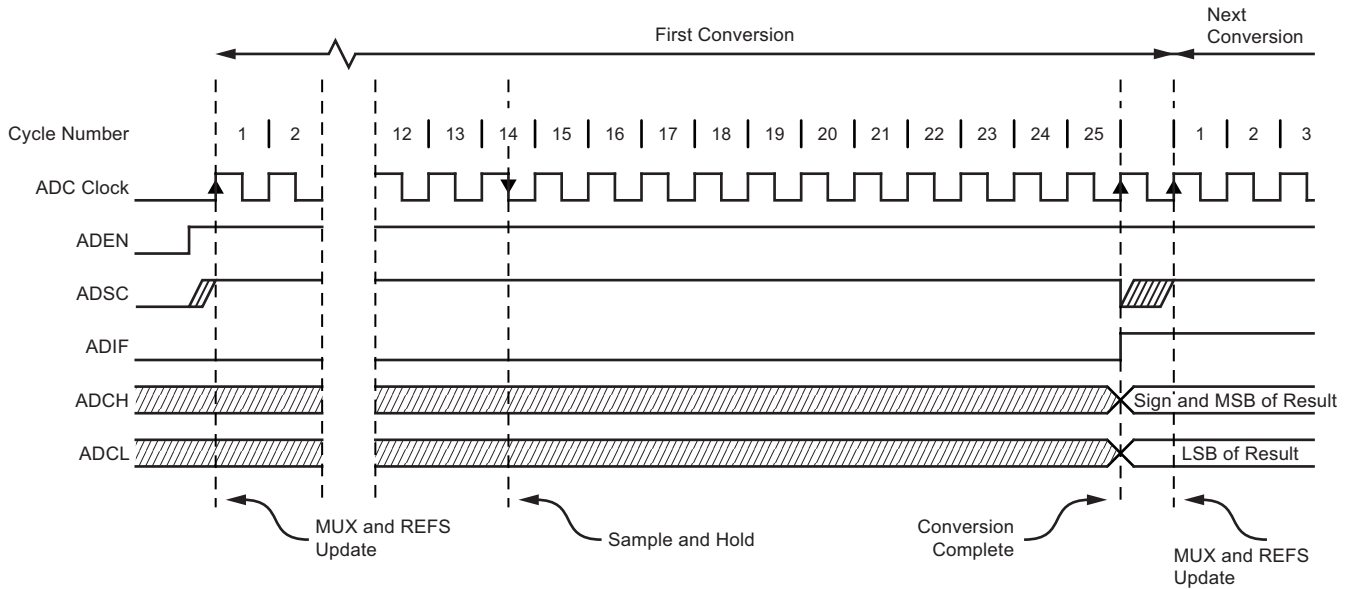 First Conversion
Next
Conversion
Cycle Number 1 2 12 13 14 15 16 17 18 19 20 21 22 23 24 25 1 2 3
ADC Clock
ADEN
ADSC
ADIF
ADCH Sign and MSB of Result
ADCL LSB of Result
MUX and REFS
Update
Sample and Hold
Conversion
Complete
MUX and REFS
Update